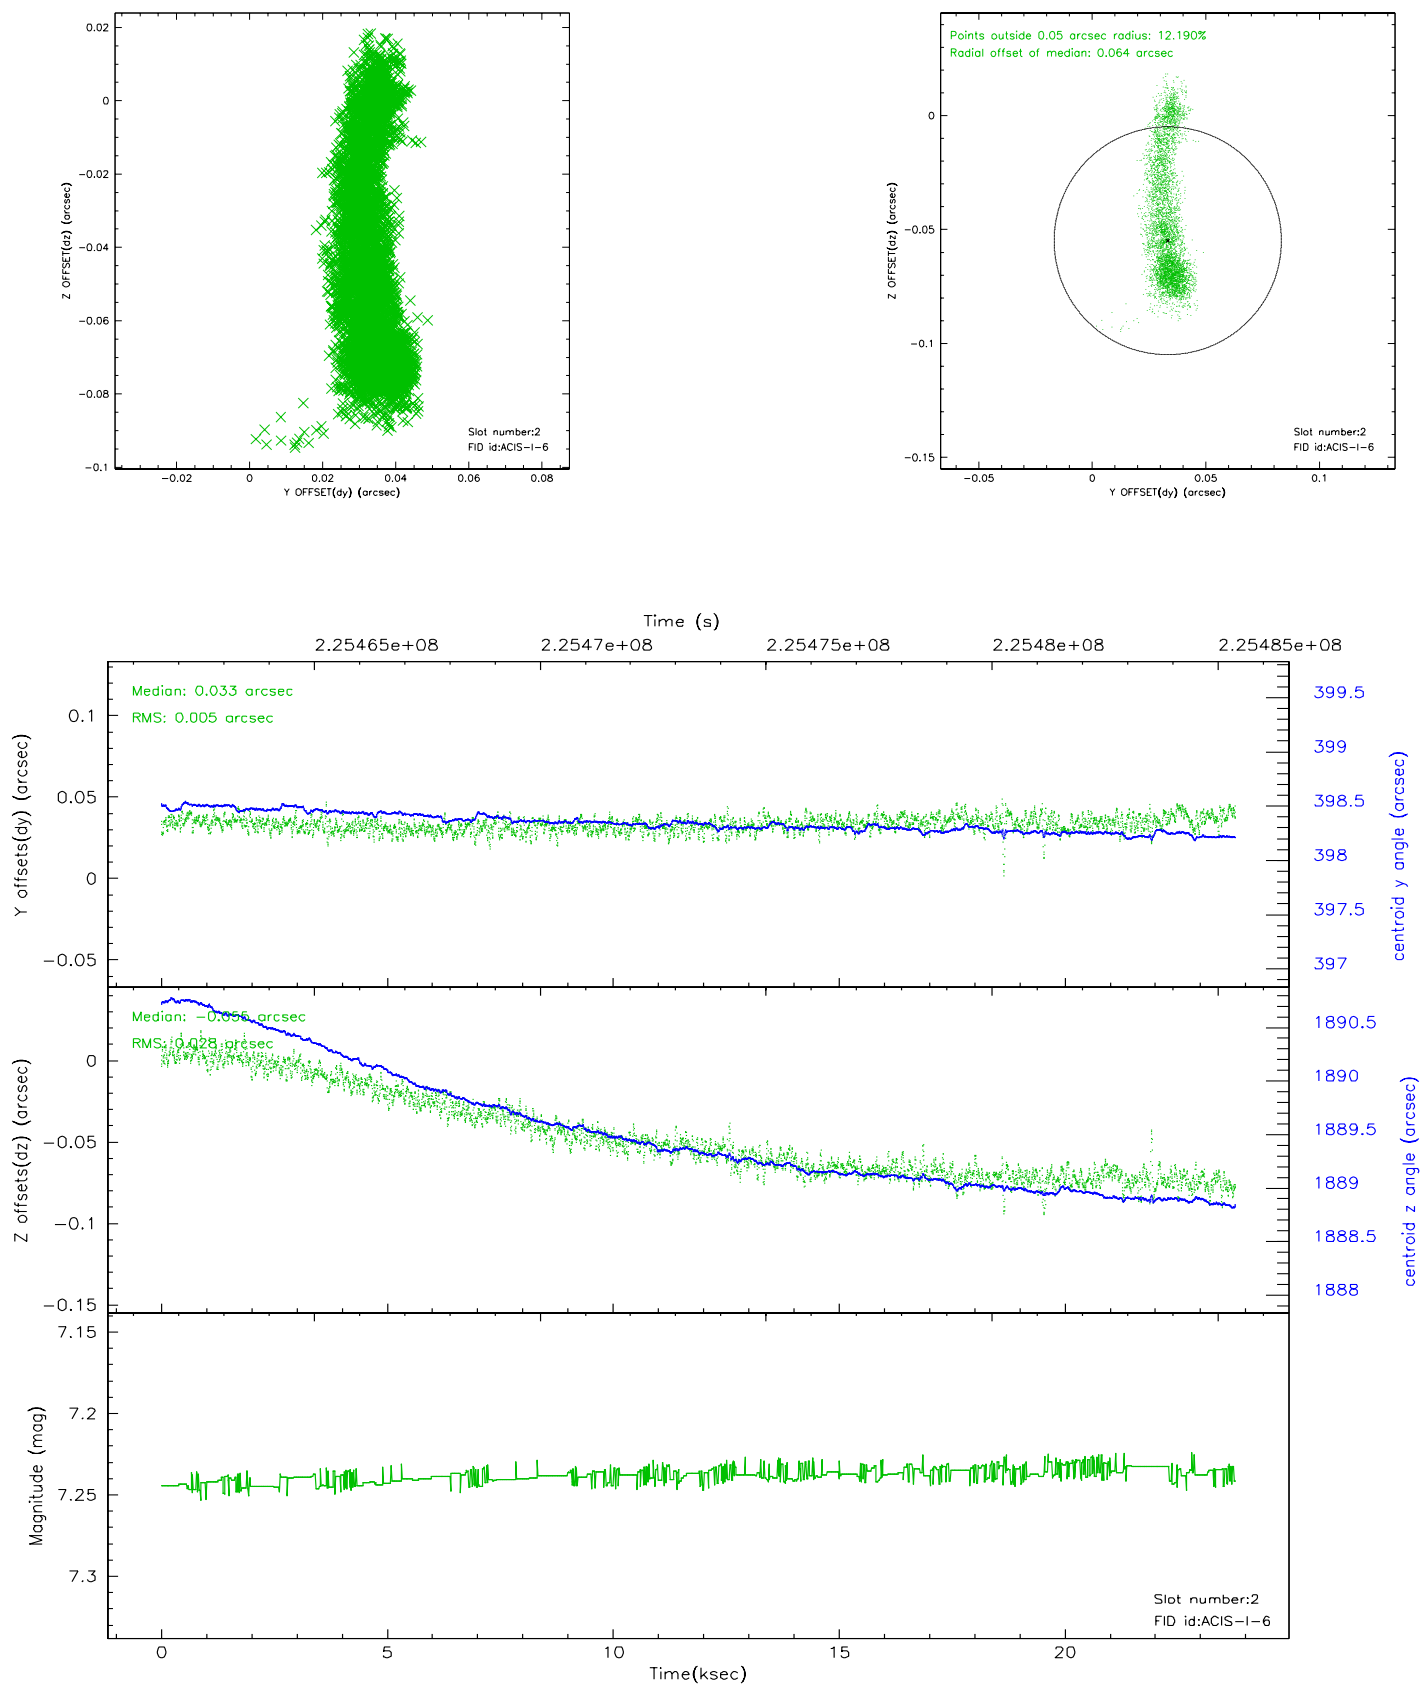 0.02
0
−0.02
−0.04
−0.06
−0.08
−0.1
Z OFFSET(dz) (arcsec)
−0.02
0
0.02
0.04
0.06
0.08
Y OFFSET(dy) (arcsec)
Slot number:2
FID id:ACIS−I−6
Points outside 0.05 arcsec radius: 12.190%
Radial offset of median: 0.064 arcsec
0
−0.05
−0.1
−0.15
Z OFFSET(dz) (arcsec)
−0.05
0
0.05
0.1
Y OFFSET(dy) (arcsec)
Slot number:2
FID id:ACIS−I−6
Time (s)
2.25465e+08
2.2547e+08
2.25475e+08
2.2548e+08
2.25485e+08
Median: 0.033 arcsec
RMS: 0.005 arcsec
0.1
0.05
0
−0.05
Y offsets(dy) (arcsec)
399.5
399
398.5
398
397.5
397
centroid y angle (arcsec)
Median: −0.055 arcsec
RMS: 0.028 arcsec
0
−0.05
−0.1
−0.15
Z offsets(dz) (arcsec)
1890.5
1890
1889.5
1889
1888.5
1888
centroid z angle (arcsec)
7.15
7.2
7.25
7.3
Magnitude (mag)
Slot number:2
FID id:ACIS−I−6
0
5
10
15
20
Time(ksec)